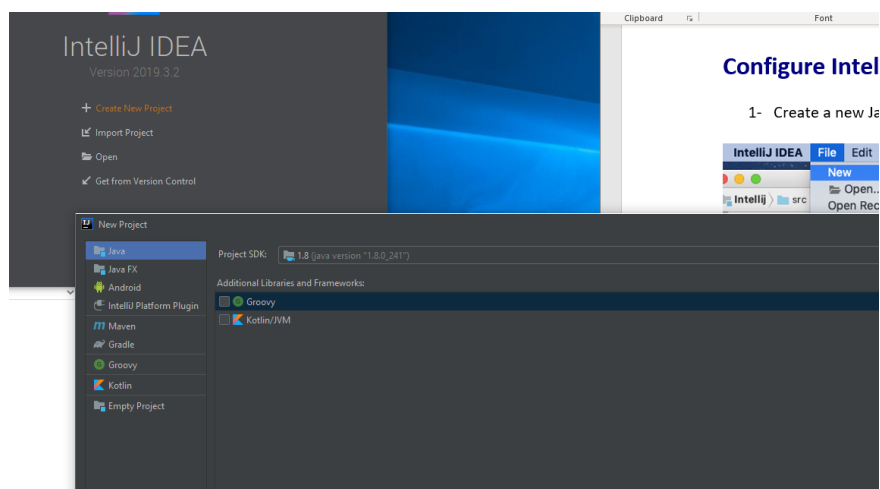 IntelliJ IDEA
Version 2019.3.2
Create New Project
Import Project
Open
Get from Version Control
Clipboard
Font
Configure Intel
1- Create a new Ja
IntelliJ IDEA File Edit
New
Open..
Intellij src
Open Rec
New Project
Java
Java FX
Android
IntelliJ Platform Plugin
Maven
Gradle
Groovy
Kotlin
Empty Project
Project SDK: 1.8 (java version "1.8.0_241")
Additional Libraries and Frameworks:
Groovy
Kotlin/JVM